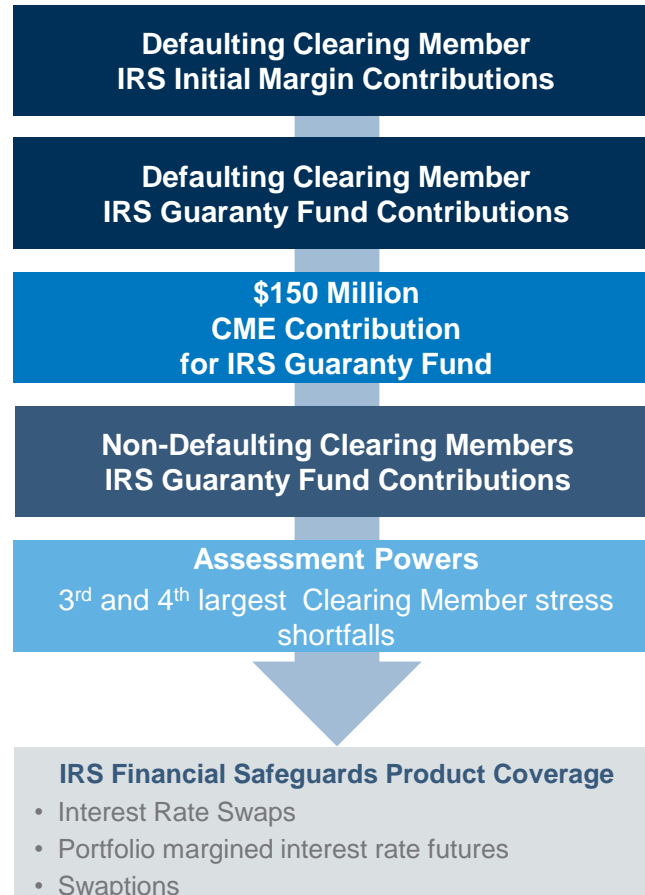 Defaulting Clearing Member
IRS Initial Margin Contributions
Defaulting Clearing Member
IRS Guaranty Fund Contributions
$150 Million
CME Contribution
for IRS Guaranty Fund
Non-Defaulting Clearing Members
IRS Guaranty Fund Contributions
Assessment Powers
3rd and 4th largest Clearing Member stress
shortfalls
IRS Financial Safeguards Product Coverage
• Interest Rate Swaps
• Portfolio margined interest rate futures
• Swaptions